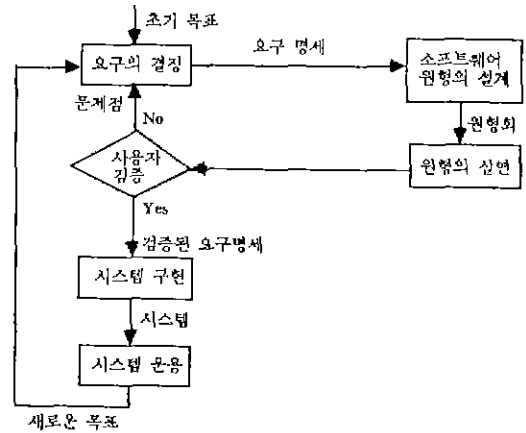 초기 목표
요구의 결정
요구 명세
소프트웨어
원형의 설계
문제점
No
원형화
사용자
검증
원형의 실연
Yes
검증된 요구명세
시스템 구현
시스템
시스템 운용
새로운 목표